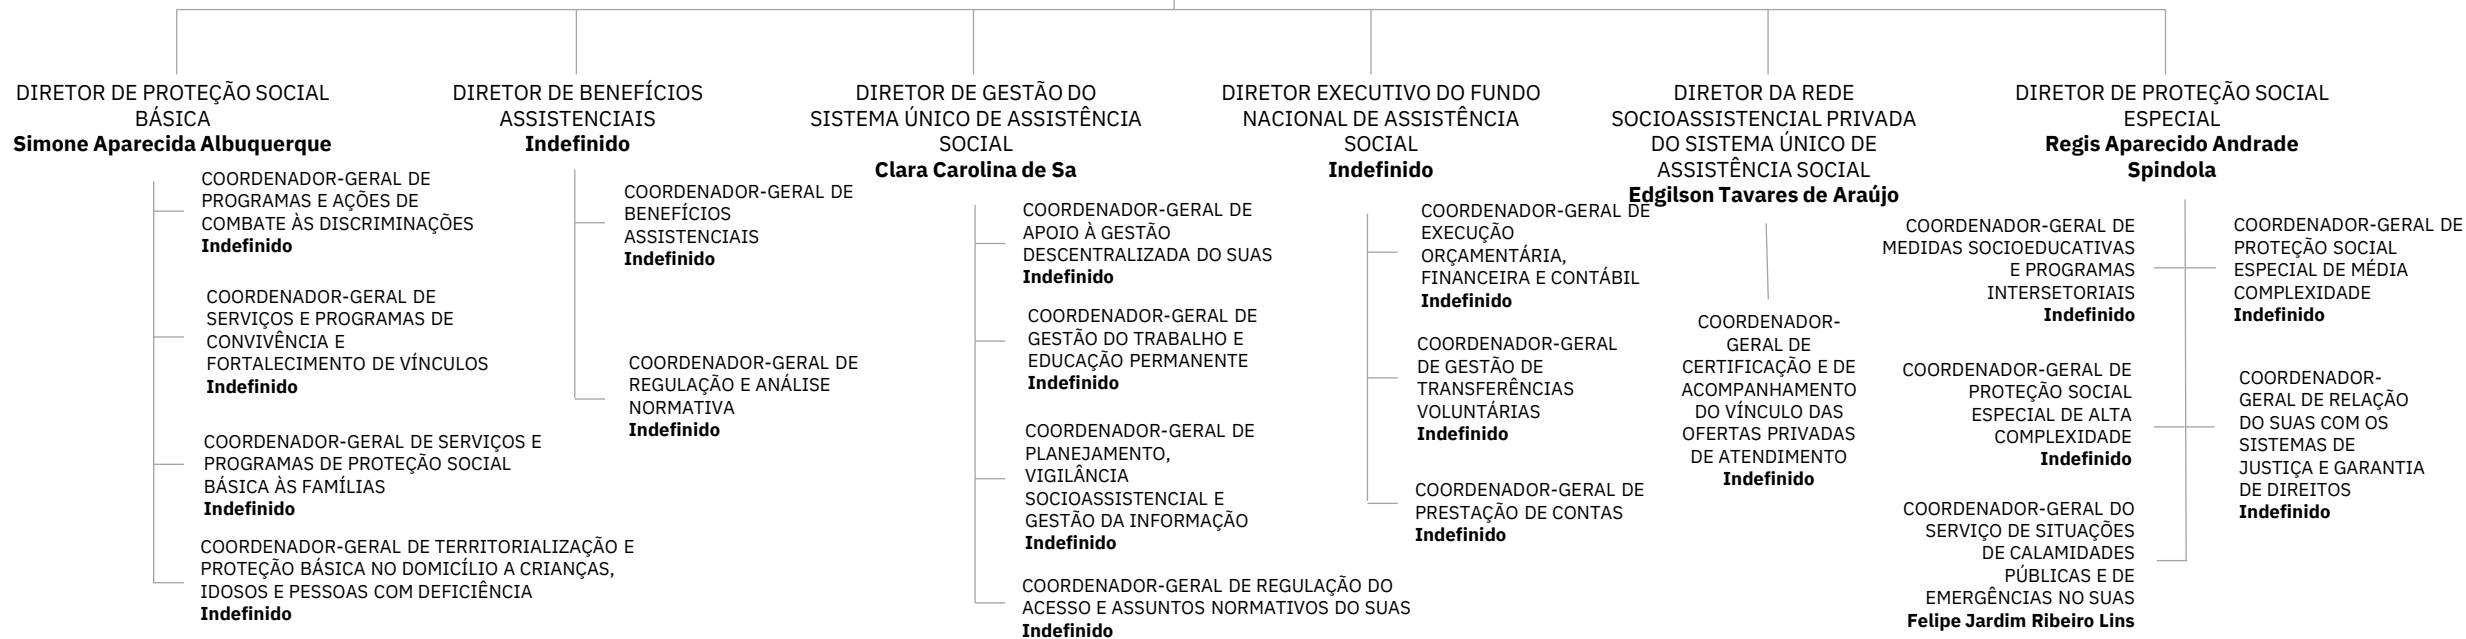 DIRETOR DE PROTEÇÃO SOCIAL
BÁSICA
Simone Aparecida Albuquerque
COORDENADOR-GERAL DE
PROGRAMAS E AÇÕES DE
COMBATE ÀS DISCRIMINAÇÕES
Indefinido
COORDENADOR-GERAL DE
SERVIÇOS E PROGRAMAS DE
CONVIVÊNCIA E
FORTALECIMENTO DE VÍNCULOS
Indefinido
COORDENADOR-GERAL DE SERVIÇOS E
PROGRAMAS DE PROTEÇÃO SOCIAL
BÁSICA ÀS FAMÍLIAS
Indefinido
COORDENADOR-GERAL DE TERRITORIALIZAÇÃO E
PROTEÇÃO BÁSICA NO DOMICÍLIO A CRIANÇAS,
IDOSOS E PESSOAS COM DEFICIÊNCIA
Indefinido
DIRETOR DE BENEFÍCIOS
ASSISTENCIAIS
Indefinido
COORDENADOR-GERAL DE
BENEFÍCIOS
ASSISTENCIAIS
Indefinido
COORDENADOR-GERAL DE
REGULAÇÃO E ANÁLISE
NORMATIVA
Indefinido
DIRETOR DE GESTÃO DO
SISTEMA ÚNICO DE ASSISTÊNCIA
SOCIAL
Clara Carolina de Sa
COORDENADOR-GERAL DE
APOIO À GESTÃO
DESCENTRALIZADA DO SUAS
Indefinido
COORDENADOR-GERAL DE
GESTÃO DO TRABALHO E
EDUCAÇÃO PERMANENTE
Indefinido
COORDENADOR-GERAL DE
PLANEJAMENTO,
VIGILÂNCIA
SOCIOASSISTENCIAL E
GESTÃO DA INFORMAÇÃO
Indefinido
COORDENADOR-GERAL DE REGULAÇÃO DO
ACESSO E ASSUNTOS NORMATIVOS DO SUAS
Indefinido
DIRETOR EXECUTIVO DO FUNDO
NACIONAL DE ASSISTÊNCIA
SOCIAL
Indefinido
COORDENADOR-GERAL DE
EXECUÇÃO
ORÇAMENTÁRIA,
FINANCEIRA E CONTÁBIL
Indefinido
COORDENADOR-GERAL
DE GESTÃO DE
TRANSFERÊNCIAS
VOLUNTÁRIAS
Indefinido
COORDENADOR-GERAL DE
PRESTAÇÃO DE CONTAS
Indefinido
DIRETOR DA REDE
SOCIOASSISTENCIAL PRIVADA
DO SISTEMA ÚNICO DE
ASSISTÊNCIA SOCIAL
Edgilson Tavares de Araújo
COORDENADOR-
GERAL DE
CERTIFICAÇÃO E DE
ACOMPANHAMENTO
DO VÍNCULO DAS
OFERTAS PRIVADAS
DE ATENDIMENTO
Indefinido
DIRETOR DE PROTEÇÃO SOCIAL
ESPECIAL
Regis Aparecido Andrade
Spindola
COORDENADOR-GERAL DE
MEDIDAS SOCIOEDUCATIVAS
E PROGRAMAS
INTERSETORIAIS
Indefinido
COORDENADOR-GERAL DE
PROTEÇÃO SOCIAL
ESPECIAL DE ALTA
COMPLEXIDADE
Indefinido
COORDENADOR-GERAL DO
SERVIÇO DE SITUAÇÕES
DE CALAMIDADES
PÚBLICAS E DE
EMERGÊNCIAS NO SUAS
Felipe Jardim Ribeiro Lins
COORDENADOR-GERAL DE
PROTEÇÃO SOCIAL
ESPECIAL DE MÉDIA
COMPLEXIDADE
Indefinido
COORDENADOR-
GERAL DE RELAÇÃO
DO SUAS COM OS
SISTEMAS DE
JUSTIÇA E GARANTIA
DE DIREITOS
Indefinido